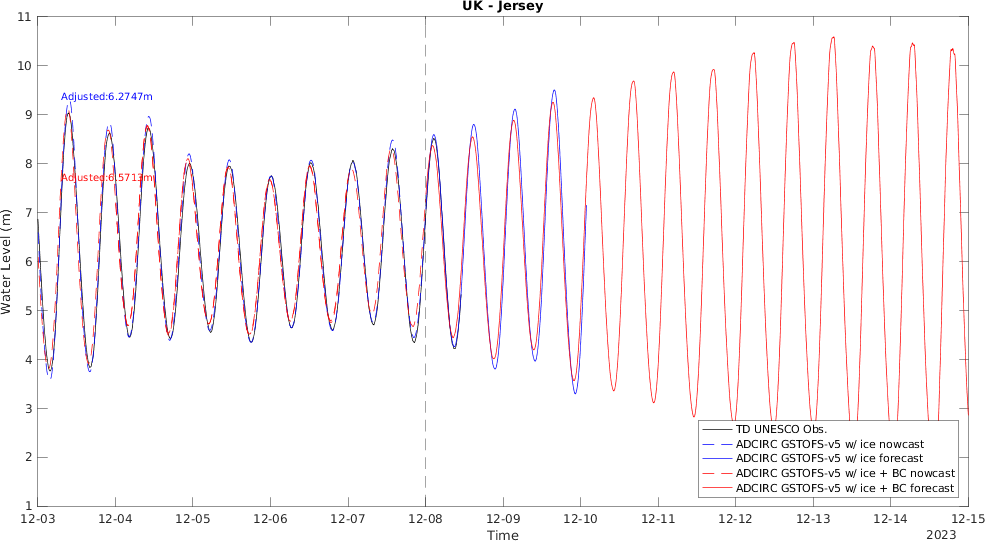 UK - Jersey
11
10
9
8
7
6
5
4
3
2
1
Water Level (m)
Adjusted:6.2747m
Adjusted:6.5713m
TD UNESCO Obs.
ADCIRC GSTOFS-v5 w/ ice nowcast
ADCIRC GSTOFS-v5 w/ ice forecast
ADCIRC GSTOFS-v5 w/ ice + BC nowcast
ADCIRC GSTOFS-v5 w/ ice + BC forecast
12-03 12-04 12-05 12-06 12-07 12-08 12-09 12-10 12-11 12-12 12-13 12-14 12-15
Time
2023